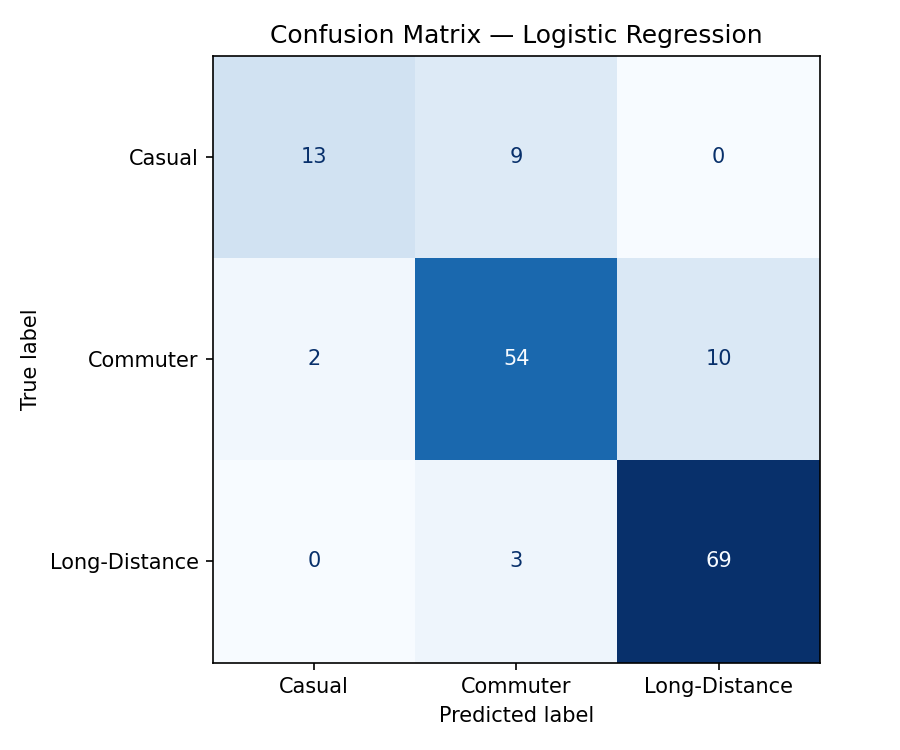 Confusion Matrix — Logistic Regression
Casual
13
9
0
True label
Commuter
2
54
10
Long-Distance
0
3
69
Casual
Commuter
Long-Distance
Predicted label